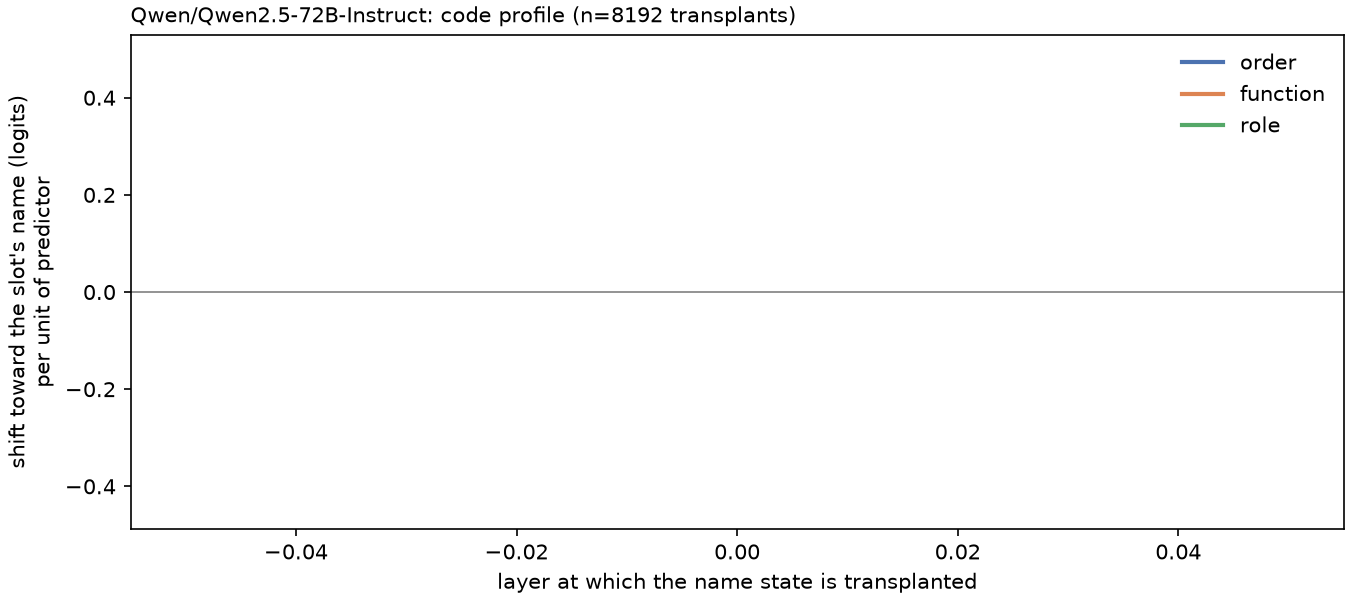 Qwen/Qwen2.5-72B-Instruct: code profile (n=8192 transplants)
order
function
role
shift toward the slot's name (logits)
per unit of predictor
0.4
0.2
0.0
−0.2
−0.4
−0.04
−0.02
0.00
0.02
0.04
layer at which the name state is transplanted